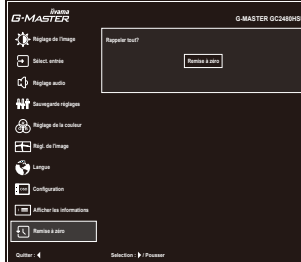 iiyama
G-MASTER
G-MASTER GC2480HS
Réglage de l'Image
Rappeler tout?
Remise à zéro
Sélect. entrée
Réglage audio
Sauvegarde réglages
Réglage de la couleur
Régl. de l'Image
Langue
OSD
Configuration
Afficher les informations
Remise à zéro
Quitter :
Selection : / Pousser